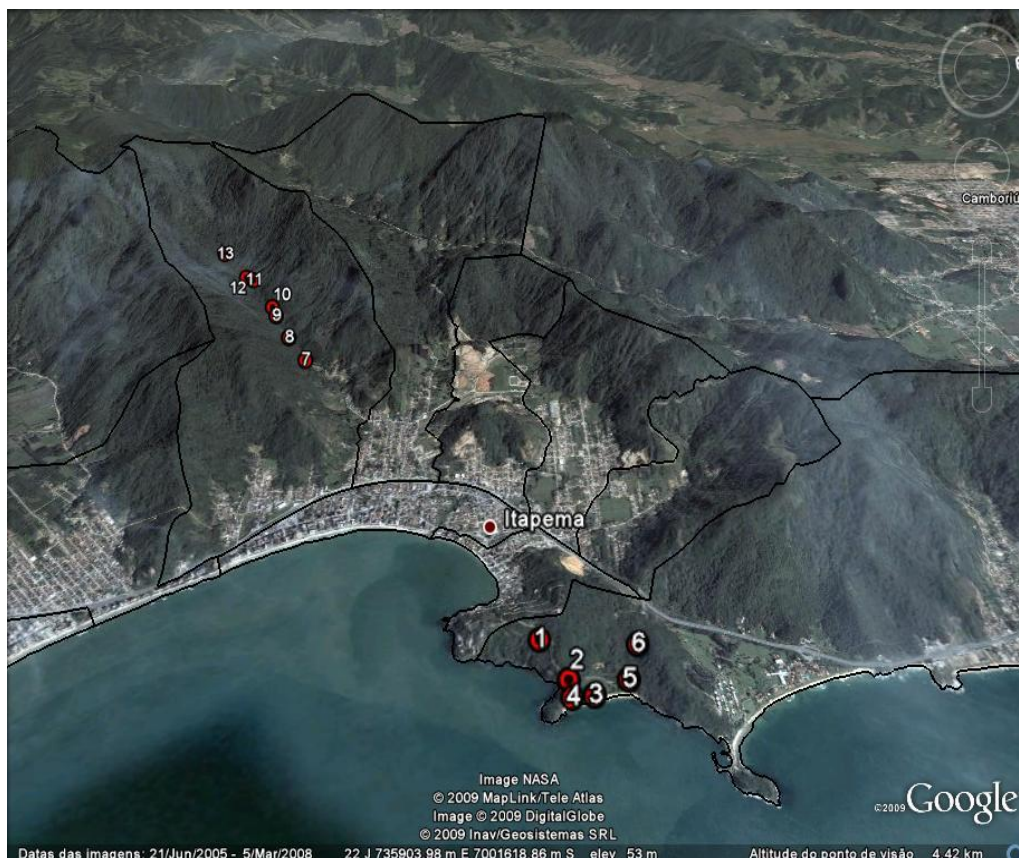 Camboriú
13
11
12
10
9
8
7
Itapema
1
6
2
5
4
3
Image NASA
© 2009 MapLink/Tele Atlas
Image © 2009 DigitalGlobe
© 2009 Inav/Geosistemas SRL
©2009 Google
Datas das imagens: 21/Jun/2005 - 5/Mar/2008 22 J 735903.98 m E 7001618.86 m S elev 53 m Altitude do ponto de visão 4.42 km